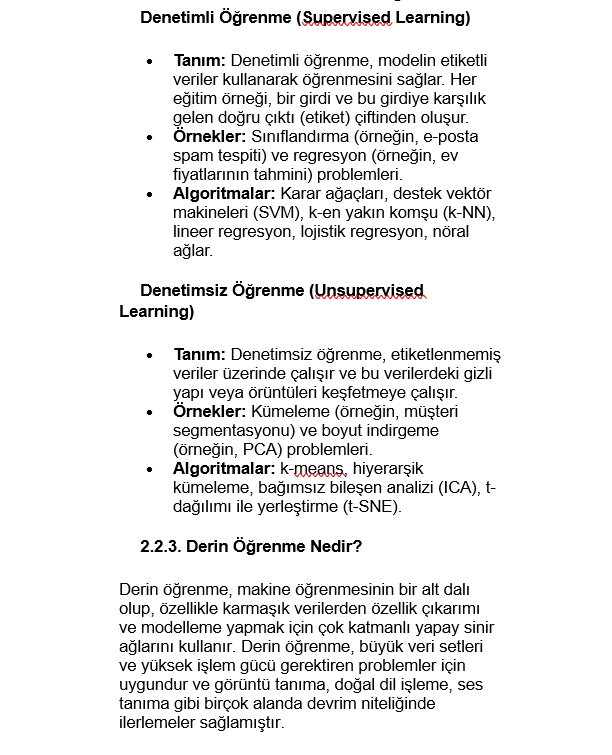 Denetimli Öğrenme (Supervised Learning)
• Tanım: Denetimli öğrenme, modelin etiketli
veriler kullanarak öğrenmesini sağlar. Her
eğitim örneği, bir girdi ve bu girdiye karşılık
gelen doğru çıktı (etiket) çiftinden oluşur.
• Örnekler: Sınıflandırma (örneğin, e-posta
spam tespiti) ve regresyon (örneğin, ev
fiyatlarının tahmini) problemleri.
• Algoritmalar: Karar ağaçları, destek vektör
makineleri (SVM), k-en yakın komşu (k-NN),
lineer regresyon, lojistik regresyon, nöral
ağlar.
Denetimsiz Öğrenme (Unsupervised
Learning)
• Tanım: Denetimsiz öğrenme, etiketlenmemiş
veriler üzerinde çalışır ve bu verilerdeki gizli
yapı veya örüntüleri keşfetmeye çalışır.
• Örnekler: Kümeleme (örneğin, müşteri
segmentasyonu) ve boyut indirgeme
(örneğin, PCA) problemleri.
• Algoritmalar: k-means, hiyerarşik
kümeleme, bağımsız bileşen analizi (ICA), t-
dağılımı ile yerleştirme (t-SNE).
2.2.3. Derin Öğrenme Nedir?
Derin öğrenme, makine öğrenmesinin bir alt dalı
olup, özellikle karmaşık verilerden özellik çıkarımı
ve modelleme yapmak için çok katmanlı yapay sinir
ağlarını kullanır. Derin öğrenme, büyük veri setleri
ve yüksek işlem gücü gerektiren problemler için
uygundur ve görüntü tanıma, doğal dil işleme, ses
tanıma gibi birçok alanda devrim niteliğinde
ilerlemeler sağlamıştır.